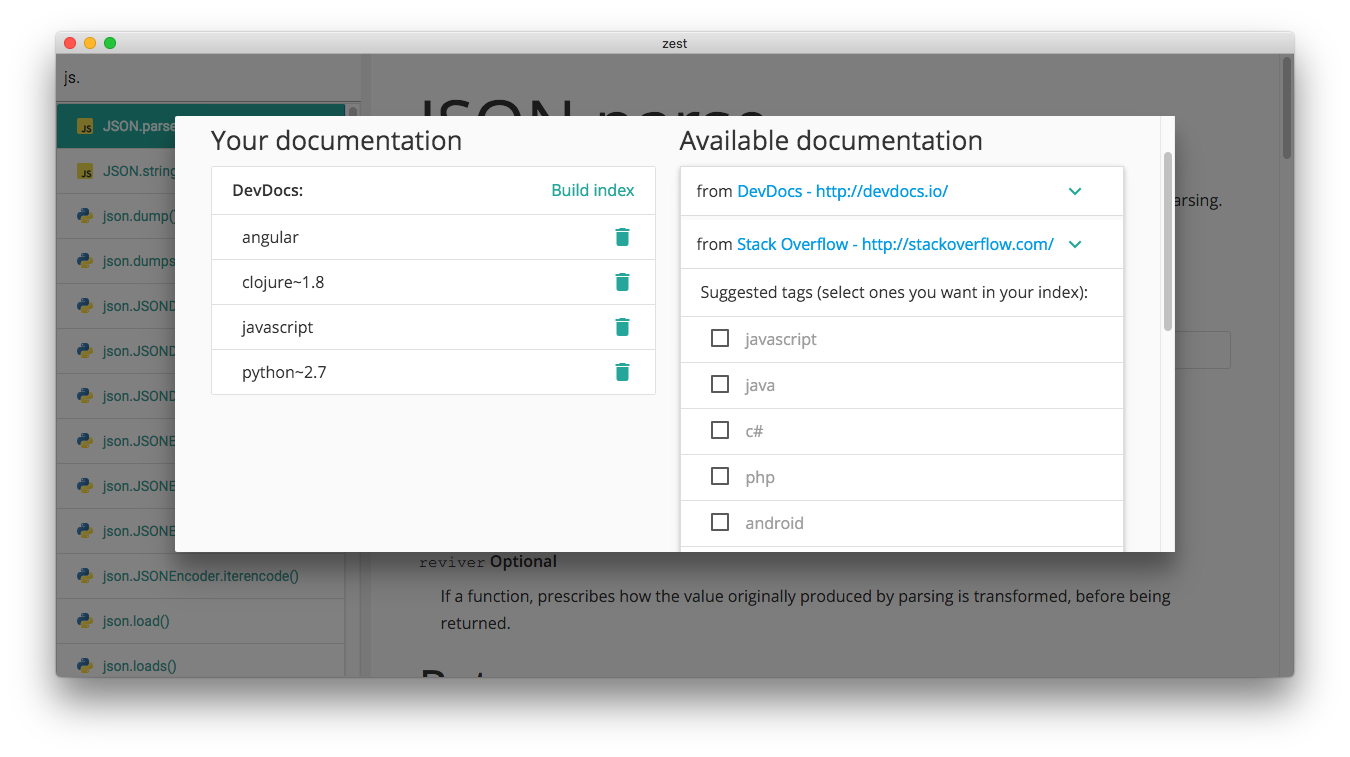 zest
js.
JSON.parse
JSON.string
json.dump()
json.dumps
json.JSOND
json.JSOND
json.JSOND
json.JSONE
json.JSONE
json.JSONE
json.JSONEncoder.iterencode()
json.load()
json.loads()
JSON.parse
arsing.
Your documentation
DevDocs: Build index
angular
clojure~1.8
javascript
python~2.7
Available documentation
from DevDocs - http://devdocs.io/
from Stack Overflow - http://stackoverflow.com/
Suggested tags (select ones you want in your index):
javascript
java
c#
php
android
reviver Optional
If a function, prescribes how the value originally produced by parsing is transformed, before being
returned.